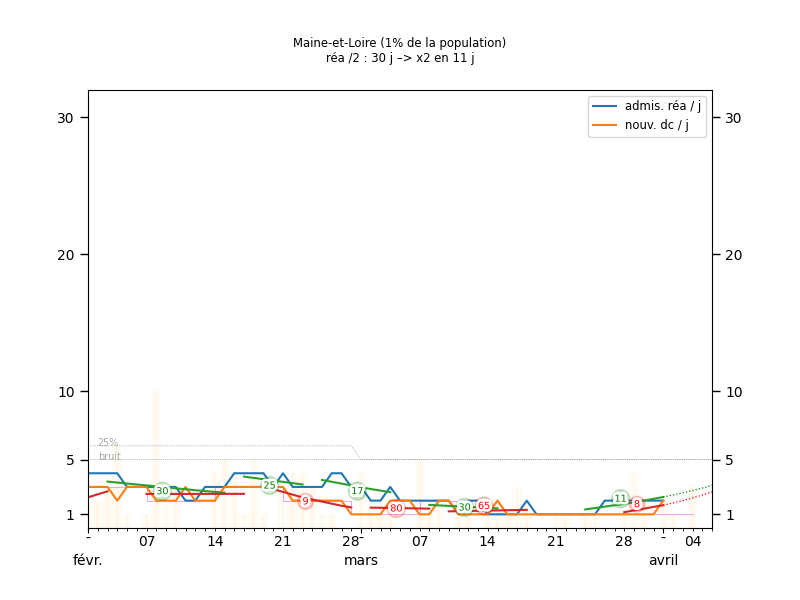 Maine-et-Loire (1% de la population)
réa /2 : 30 j –> x2 en 11 j
admis. réa / j
nouv. dc / j
30 30
20 20
10 10
5 5
1 1
25%
bruit
30 25 9 17 80 30 65 11 8
- 07 14 21 28 - 07 14 21 28 - 04
févr. mars avril